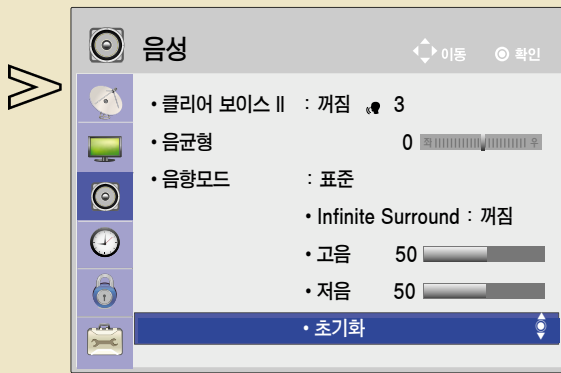 음성 이동 확인
• 클리어 보이스 II : 꺼짐 3
• 음균형 0 좌 우
• 음향모드 : 표준
• Infinite Surround : 꺼짐
• 고음 50
• 저음 50
• 초기화